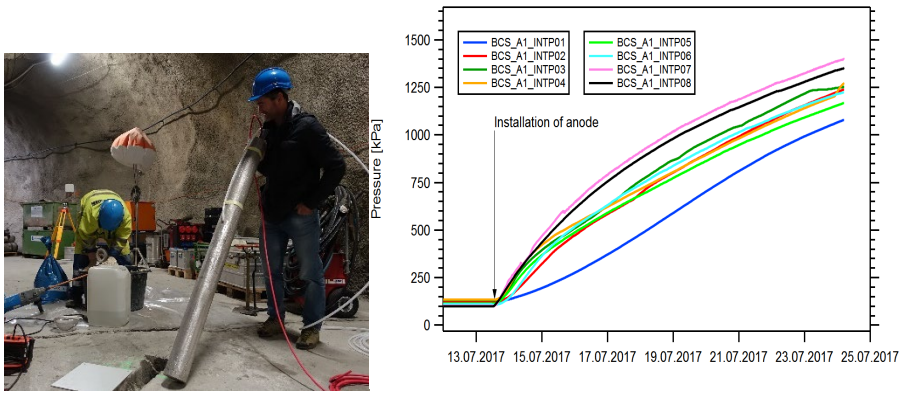 1500
1250
1000
750
500
250
0
Pressure [kPa]
BCS_A1_INTP01
BCS_A1_INTP02
BCS_A1_INTP03
BCS_A1_INTP04
BCS_A1_INTP05
BCS_A1_INTP06
BCS_A1_INTP07
BCS_A1_INTP08
Installation of anode
13.07.2017 15.07.2017 17.07.2017 19.07.2017 21.07.2017 23.07.2017 25.07.2017